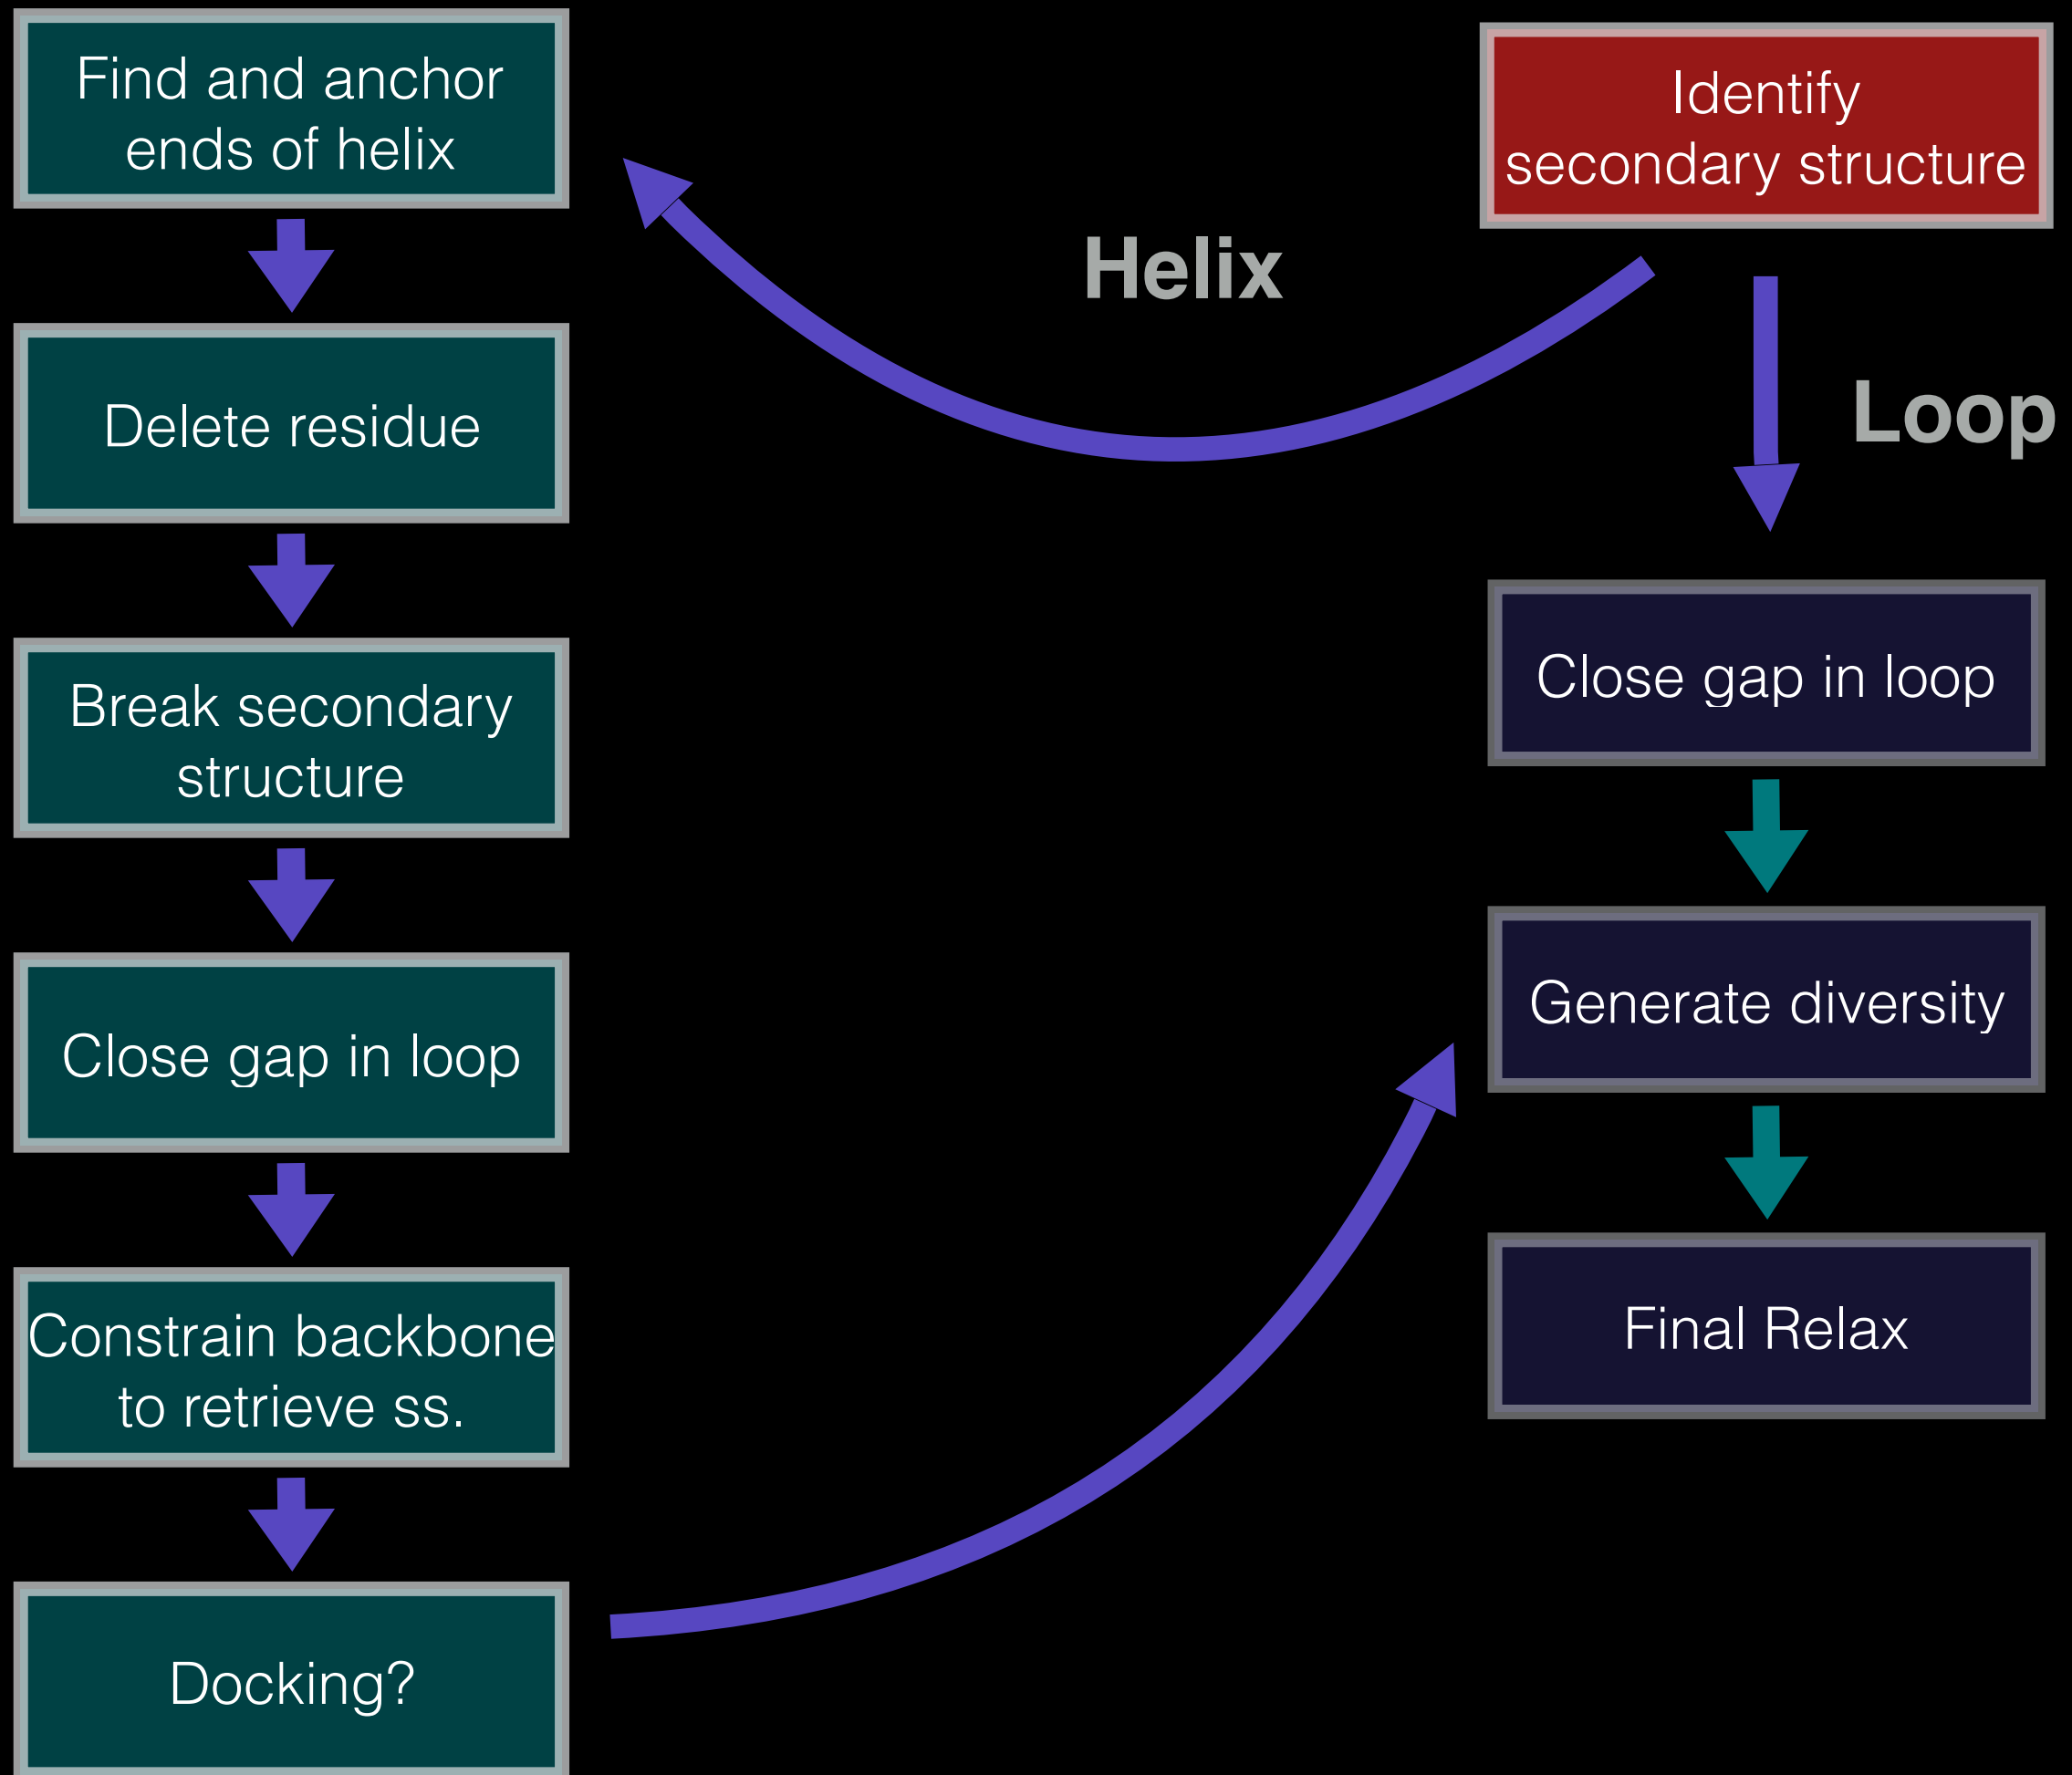 Find and anchor
ends of helix
Delete residue
Break secondary
structure
Close gap in loop
Constrain backbone
to retrieve ss.
Docking?
Helix
Identify
secondary structure
Loop
Close gap in loop
Generate diversity
Final Relax